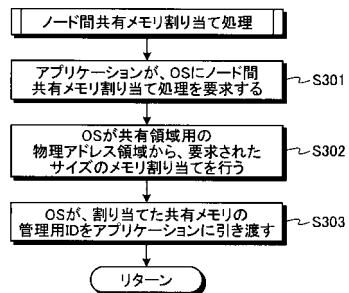 ノード間共有メモリ割り当て処理
アプリケーションが、OSにノード間
共有メモリ割り当て処理を要求する
S301
OSが共有領域用の
物理アドレス領域から、要求された
サイズのメモリ割り当てを行う
S302
OSが、割り当てた共有メモリの
管理用IDをアプリケーションに引き渡す
S303
リターン